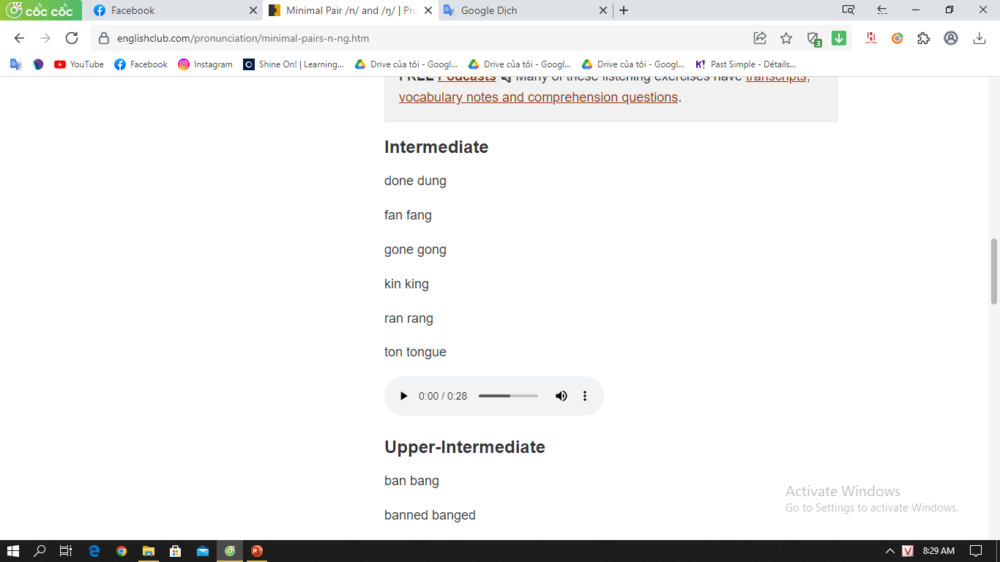 cốc cốc
Facebook
Minimal Pair /n/ and /ŋ/ | Pro
Google Dịch
englishclub.com/pronunciation/minimal-pairs-n-ng.htm
3
YouTube
Facebook
Instagram
Shine On! | Learning...
Drive của tôi - Googl...
Drive của tôi - Googl...
Drive của tôi - Googl...
K!
Past Simple - Détails...
FREE Podcasts Many of these listening exercises have transcripts,
vocabulary notes and comprehension questions.
Intermediate
done dung
fan fang
gone gong
kin king
ran rang
ton tongue
0:00 / 0:28
Upper-Intermediate
ban bang
banned banged
Activate Windows
Go to Settings to activate Windows.
V
8:29 AM